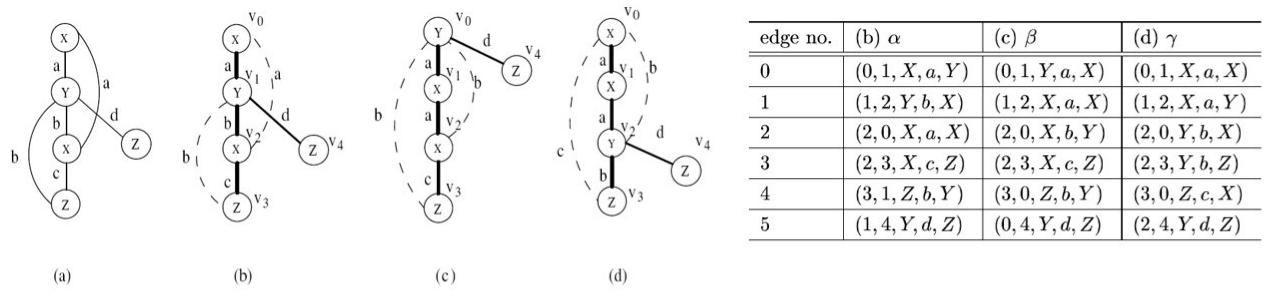 X
a
Y
a
b
d
b
X
Z
c
Z
(a)
v0
X
a
v1
a
Y
b
d
v2
b
X
Z
v4
c
Z
v3
(b)
v0
Y
d
v4
a
v1
b
Z
X
b
a
v2
X
c
v3
Z
(c)
v0
X
a
v1
b
X
a
v2
d
c
Y
v4
b
Z
Z
v3
(d)
edge no. (b) α (c) β (d) γ
0 (0, 1, X, a, Y) (0, 1, Y, a, X) (0, 1, X, a, X)
1 (1, 2, Y, b, X) (1, 2, X, a, X) (1, 2, X, a, Y)
2 (2, 0, X, a, X) (2, 0, X, b, Y) (2, 0, Y, b, X)
3 (2, 3, X, c, Z) (2, 3, X, c, Z) (2, 3, Y, b, Z)
4 (3, 1, Z, b, Y) (3, 0, Z, b, Y) (3, 0, Z, c, X)
5 (1, 4, Y, d, Z) (0, 4, Y, d, Z) (2, 4, Y, d, Z)